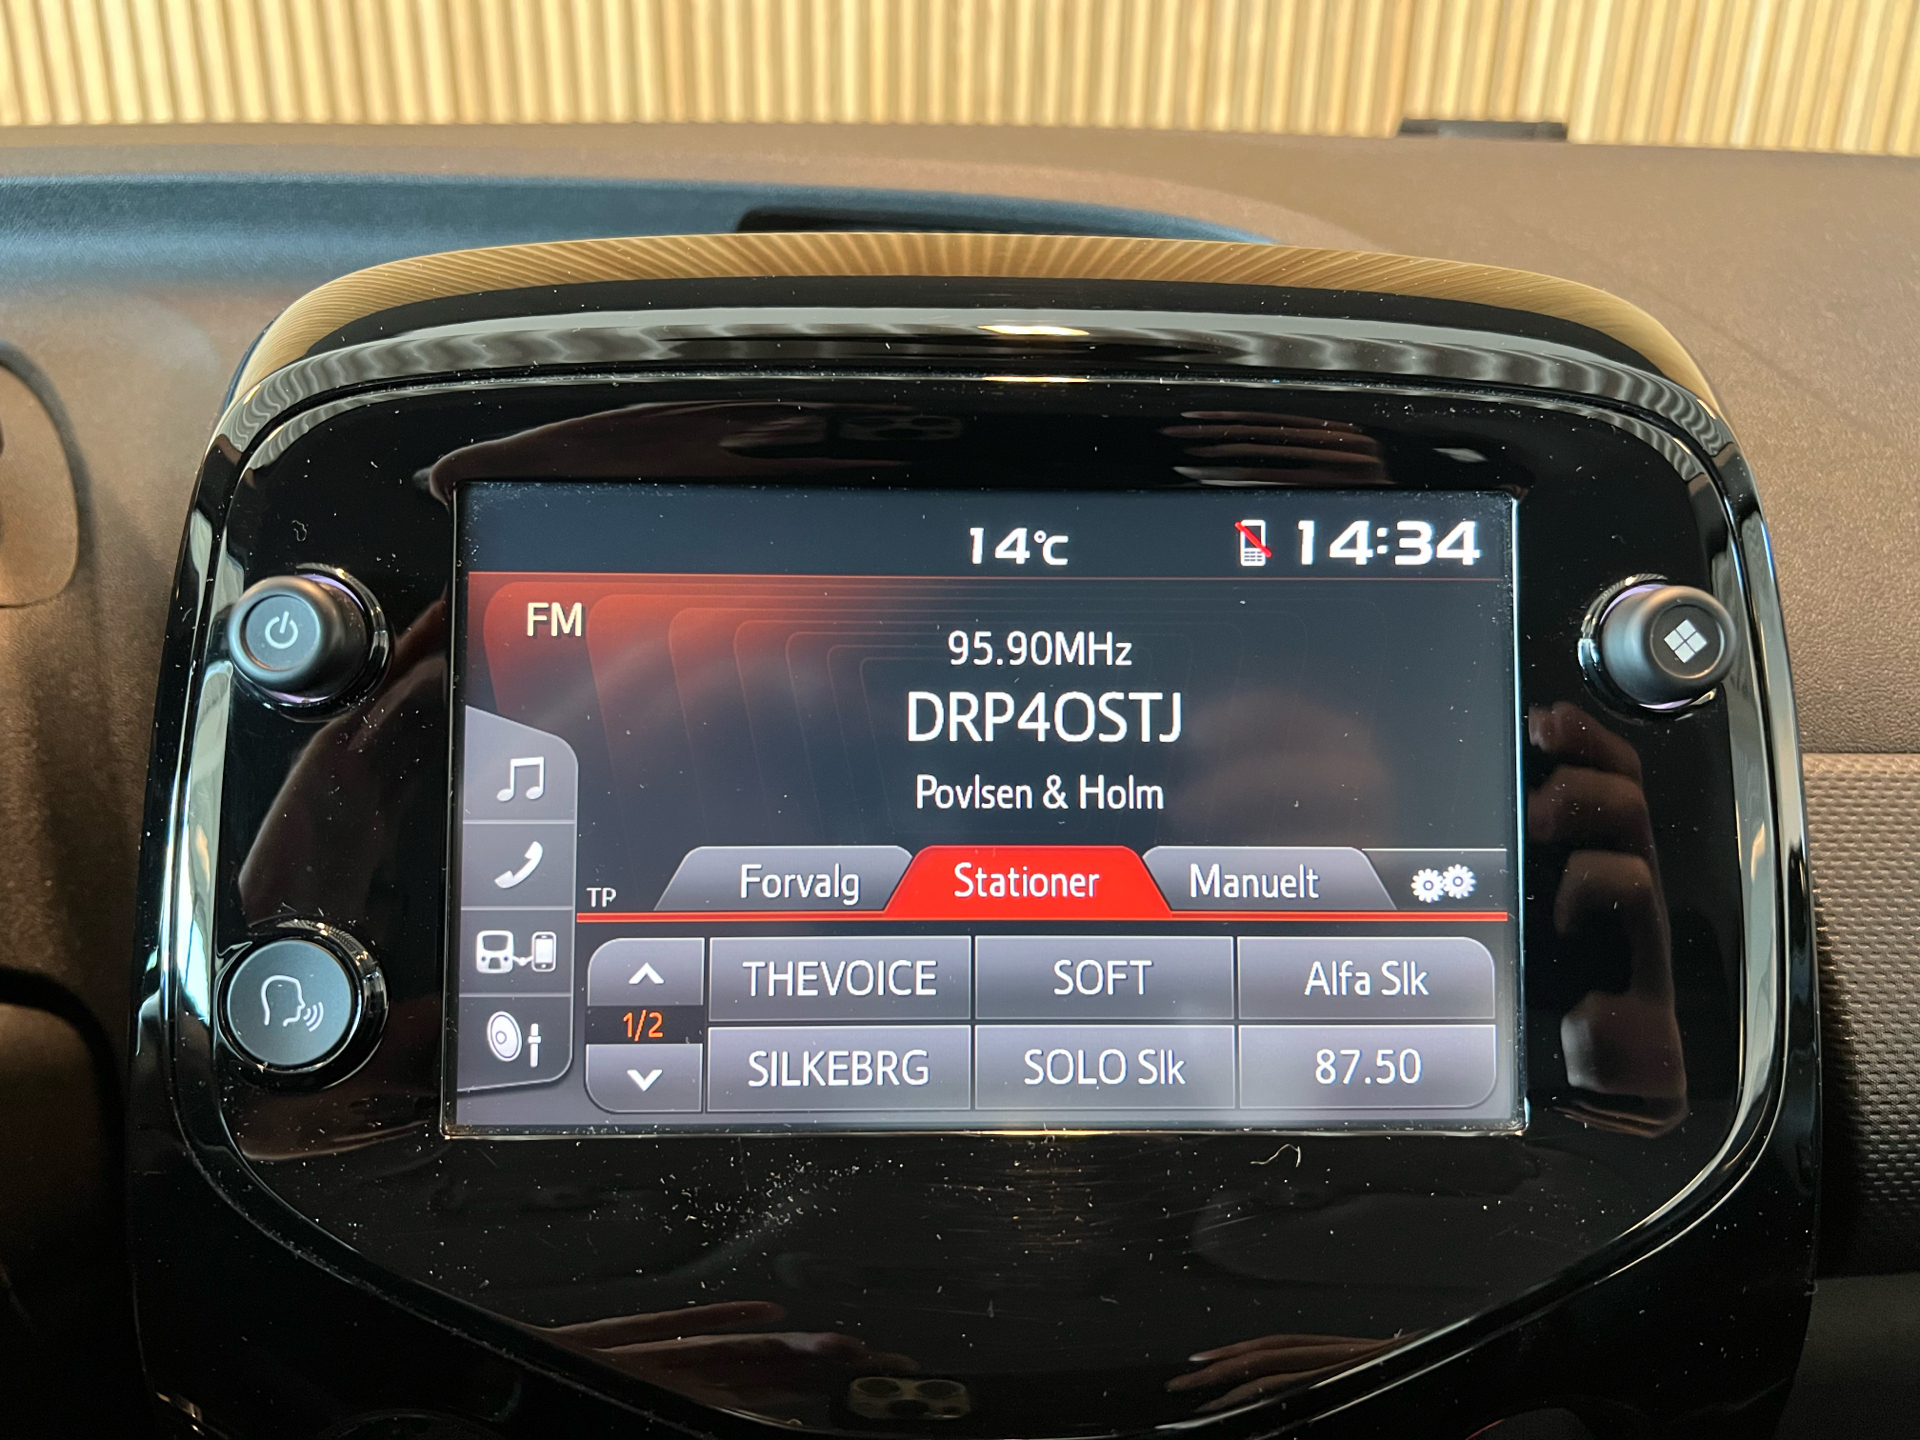 14°C 14:34
FM
95.90MHz
DRP4OSTJ
Povlsen & Holm
TP Forvalg Stationer Manuelt
THEVOICE SOFT Alfa Slk
1/2
SILKEBRG SOLO Slk 87.50